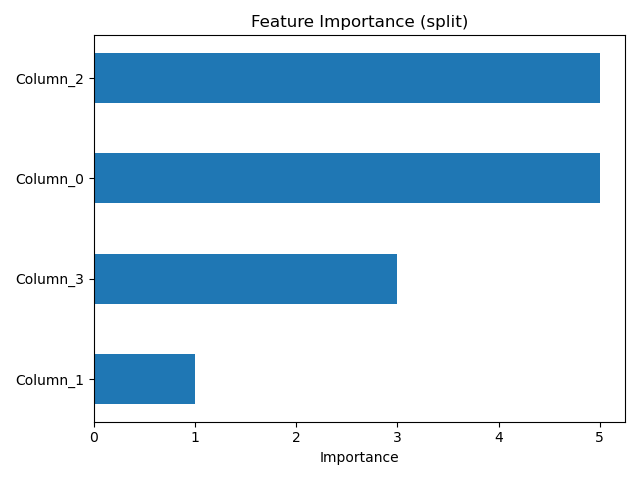 Feature Importance (split)
Column_2
Column_0
Column_3
Column_1
0 1 2 3 4 5
Importance